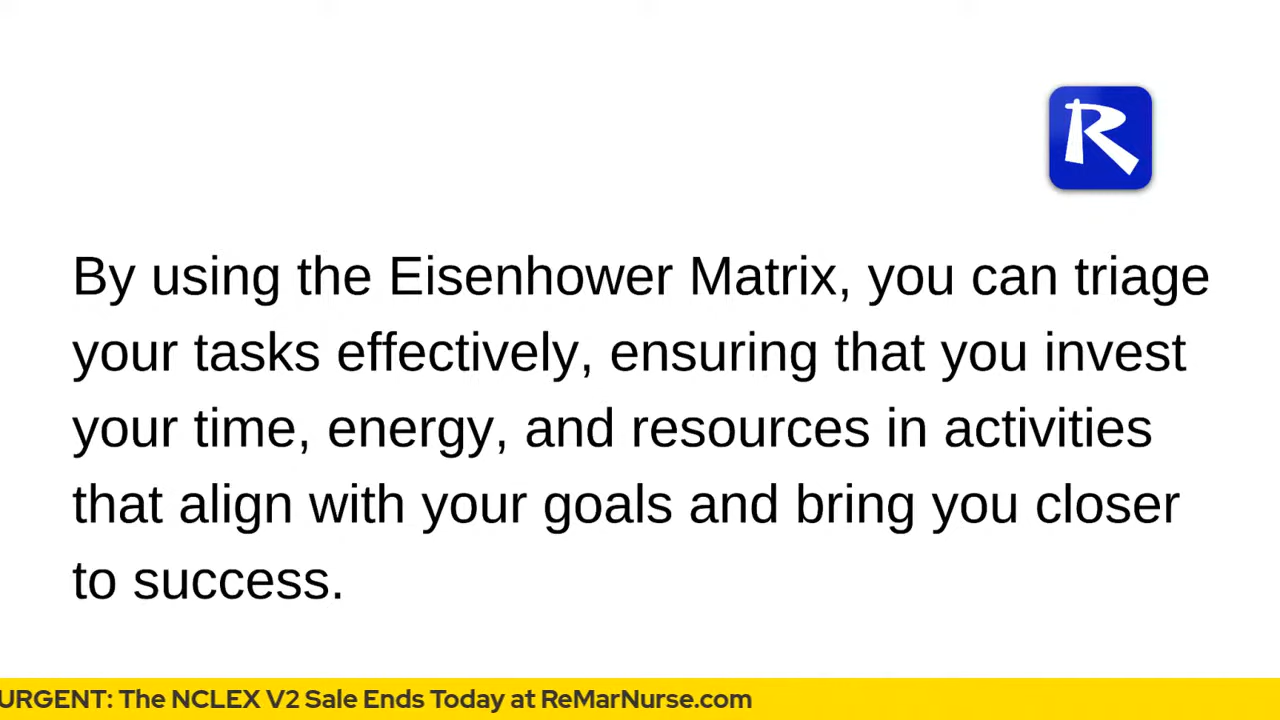 R
By using the Eisenhower Matrix, you can triage
your tasks effectively, ensuring that you invest
your time, energy, and resources in activities
that align with your goals and bring you closer
to success.
URGENT: The NCLEX V2 Sale Ends Today at ReMarNurse.com